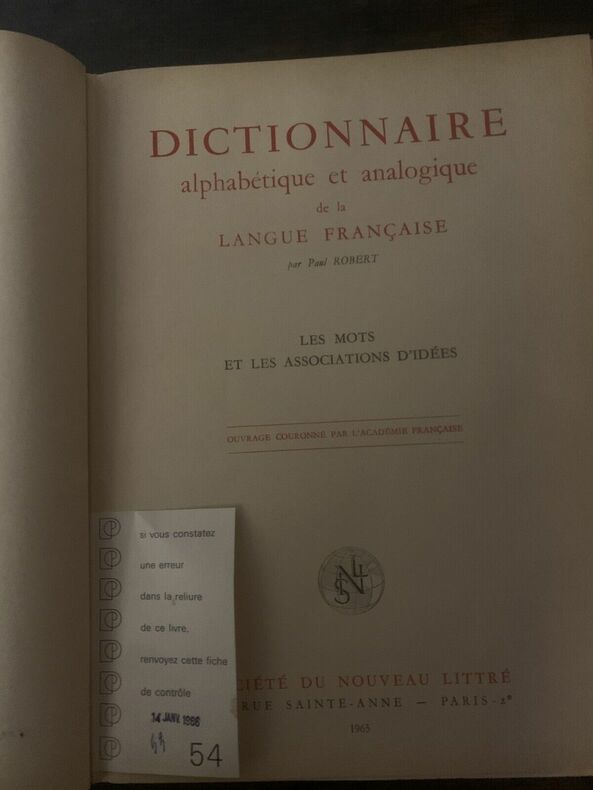 DICTIONNAIRE
alphabétique et analogique
de la
LANGUE FRANÇAISE
par Paul ROBERT
LES MOTS
ET LES ASSOCIATIONS D'IDÉES
OUVRAGE COURONNÉ PAR L'ACADÉMIE FRANÇAISE
SNL
CIÉTÉ DU NOUVEAU LITTRÉ
RUE SAINTE-ANNE — PARIS-2e
1965
si vous constatez
une erreur
dans la reliure
de ce livre,
renvoyez cette fiche
de contrôle
14 JANV. 1966
54